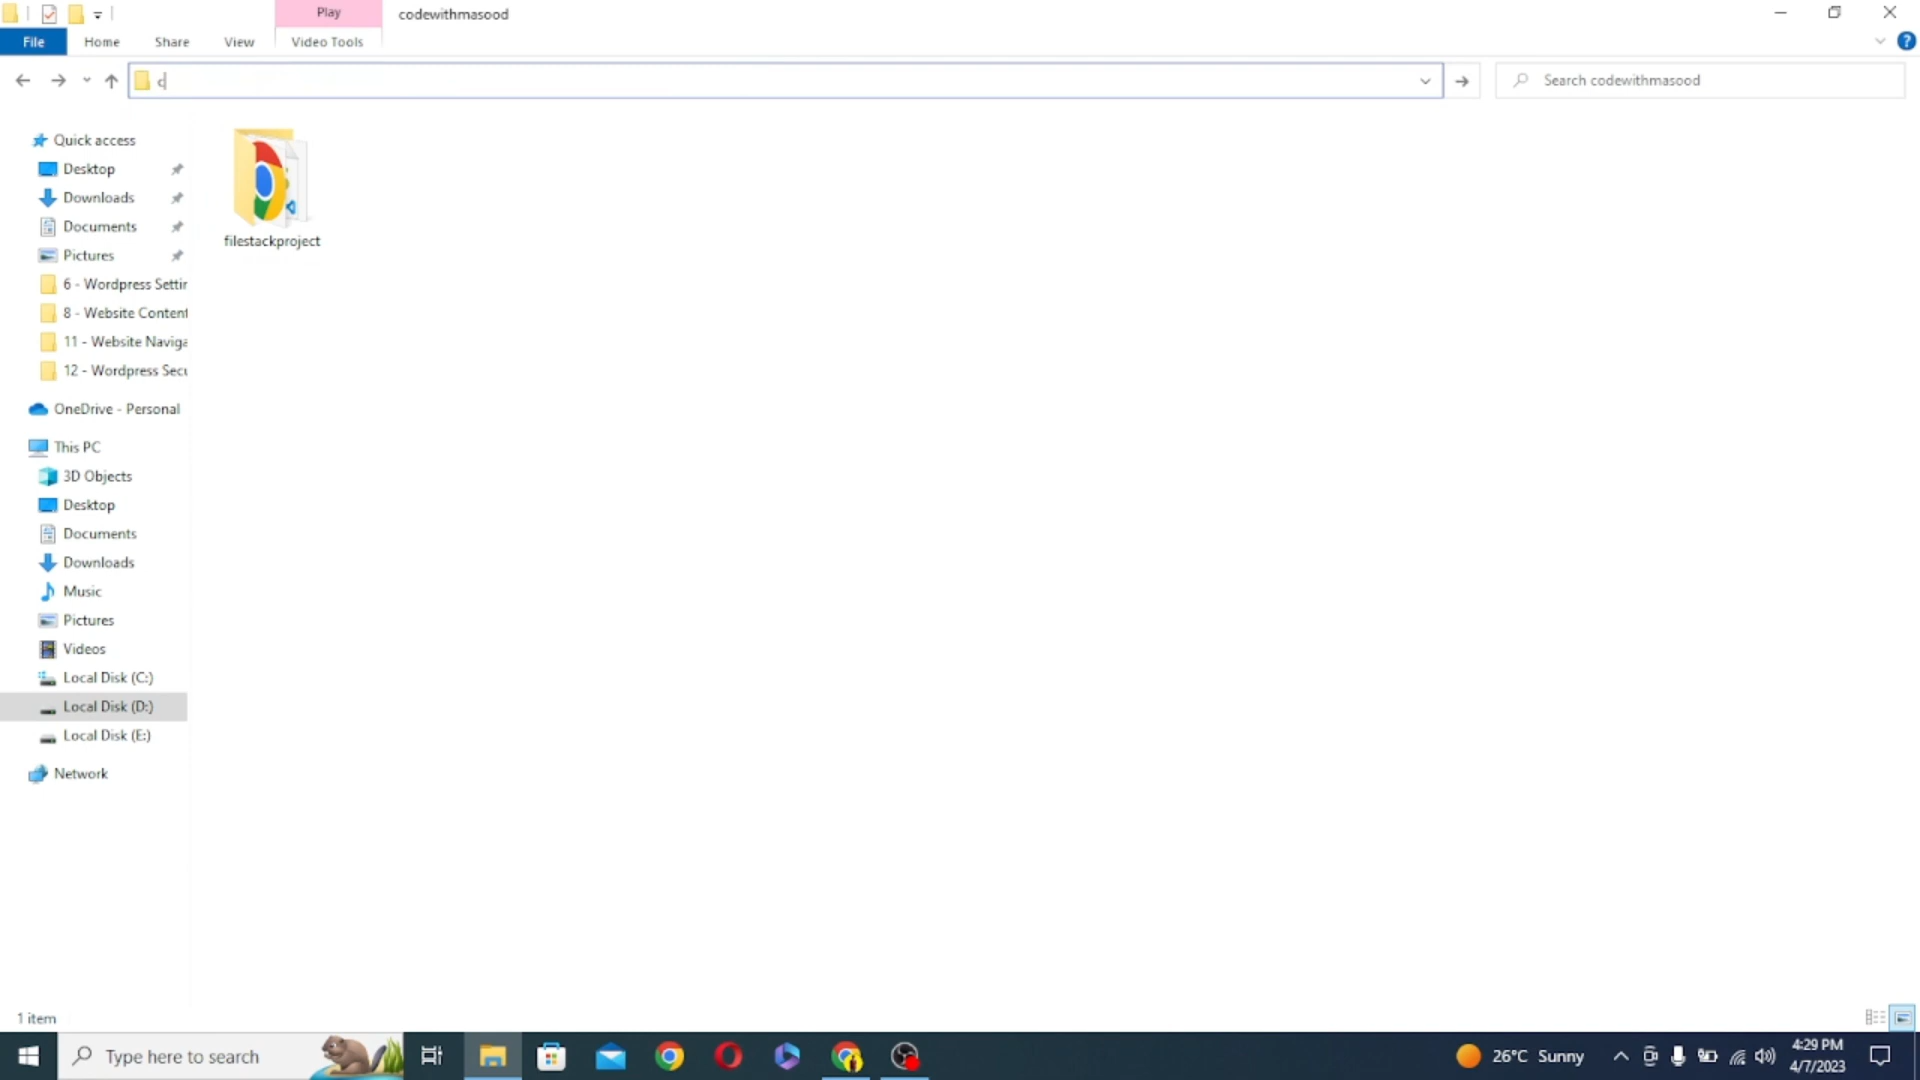 Play
codewithmasood
File
Home
Share
View
Video Tools
c
Search codewithmasood
Quick access
Desktop
Downloads
Documents
Pictures
6 - Wordpress Settin
8 - Website Content
11 - Website Naviga
12 - Wordpress Secu
OneDrive - Personal
This PC
3D Objects
Desktop
Documents
Downloads
Music
Pictures
Videos
Local Disk (C:)
Local Disk (D:)
Local Disk (E:)
Network
filestackproject
1 item
Type here to search
26°C Sunny
4:29 PM
4/7/2023